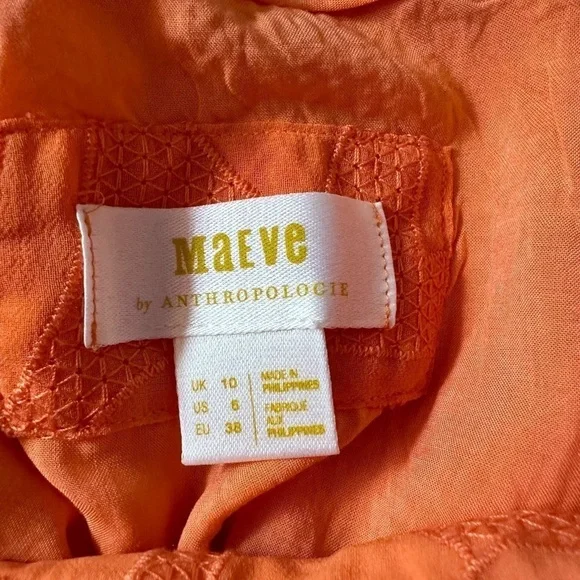 MaEVe
by ANTHROPOLOGIE
UK 10
US 6
EU 38
MADE IN
PHILIPPINES
FABRIQUÉ
AUX
PHILIPPINES